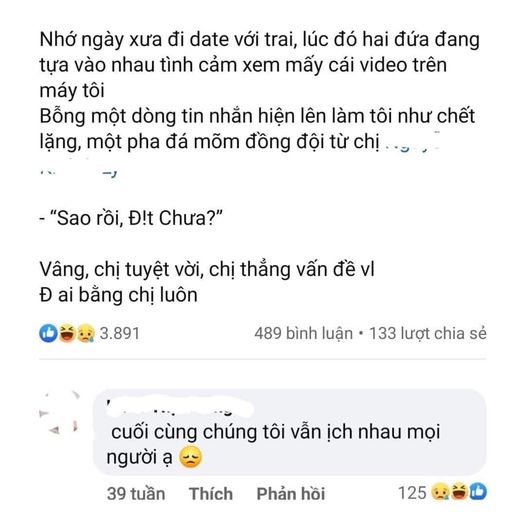 Nhớ ngày xưa đi date với trai, lúc đó hai đứa đang
tựa vào nhau tình cảm xem mấy cái video trên
máy tôi
Bỗng một dòng tin nhắn hiện lên làm tôi như chết
lặng, một pha đá mõm đồng đội từ chị
- “Sao rồi, Đ!t Chưa?”
Vâng, chị tuyệt vời, chị thẳng vấn đề vl
Đ ai bằng chị luôn
3.891 489 bình luận • 133 lượt chia sẻ
cuối cùng chúng tôi vẫn ịch nhau mọi
người ạ 😞
39 tuần Thích Phản hồi 125